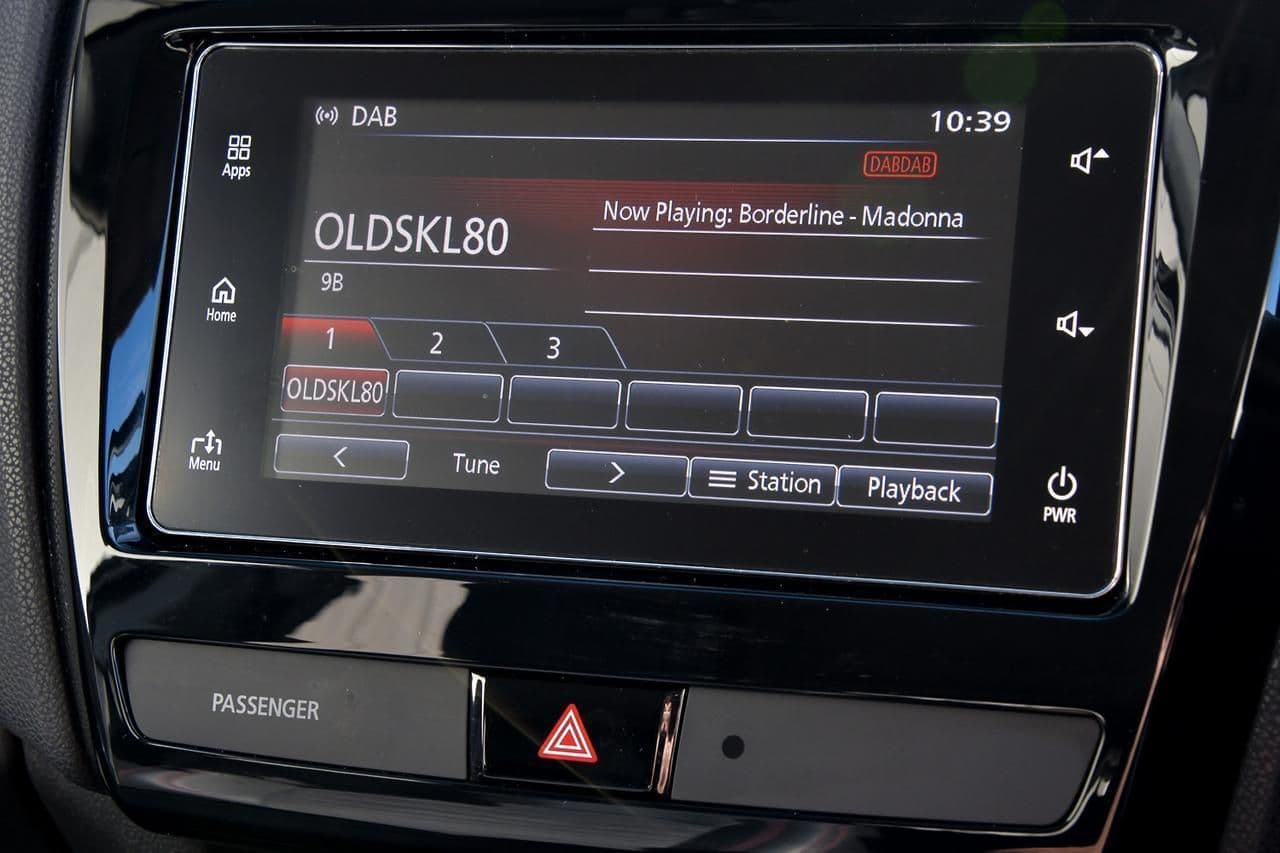 DAB
10:39
DABDAB
Apps
Now Playing: Borderline - Madonna
OLDSKL80
9B
Home
1 2 3
OLDSKL80
Menu
< Tune > Station Playback
PWR
PASSENGER